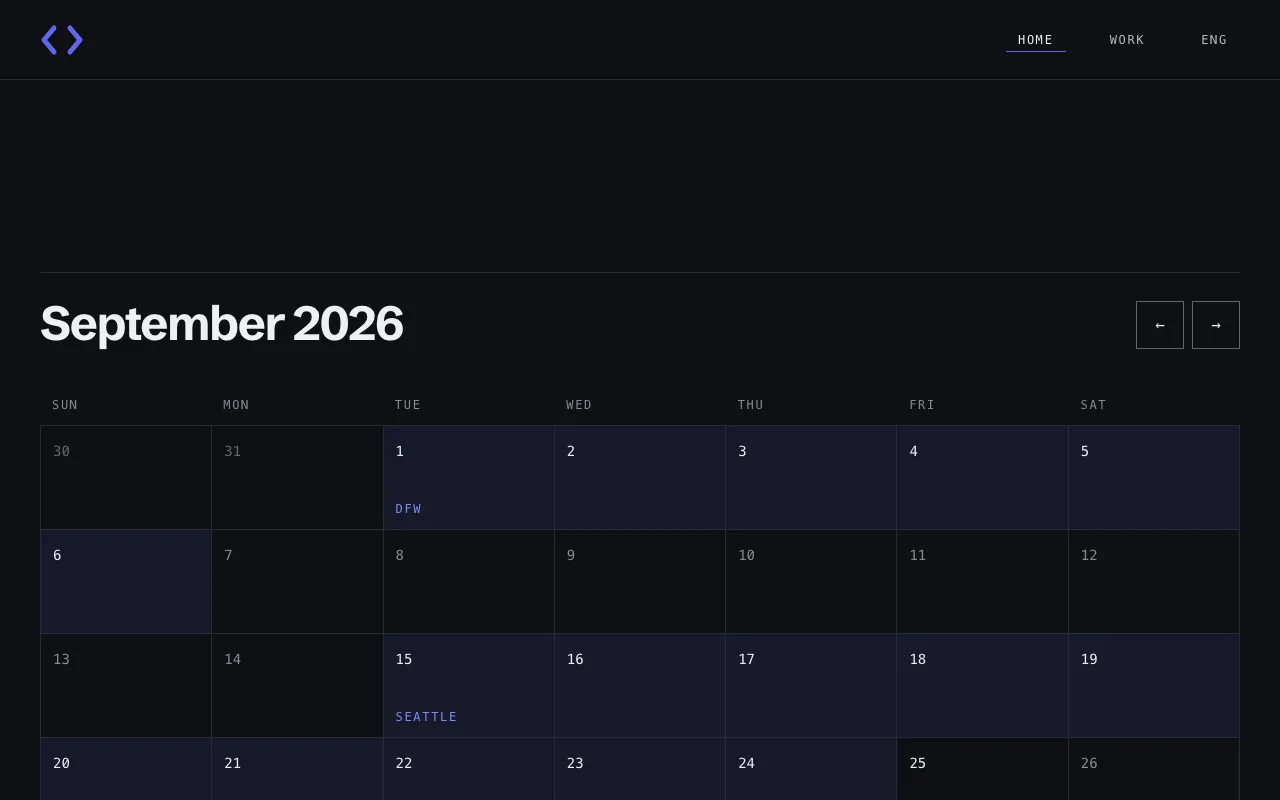 HOME WORK ENG
September 2026
← →
SUN MON TUE WED THU FRI SAT
30 31 1 2 3 4 5
DFW
6 7 8 9 10 11 12
13 14 15 16 17 18 19
SEATTLE
20 21 22 23 24 25 26